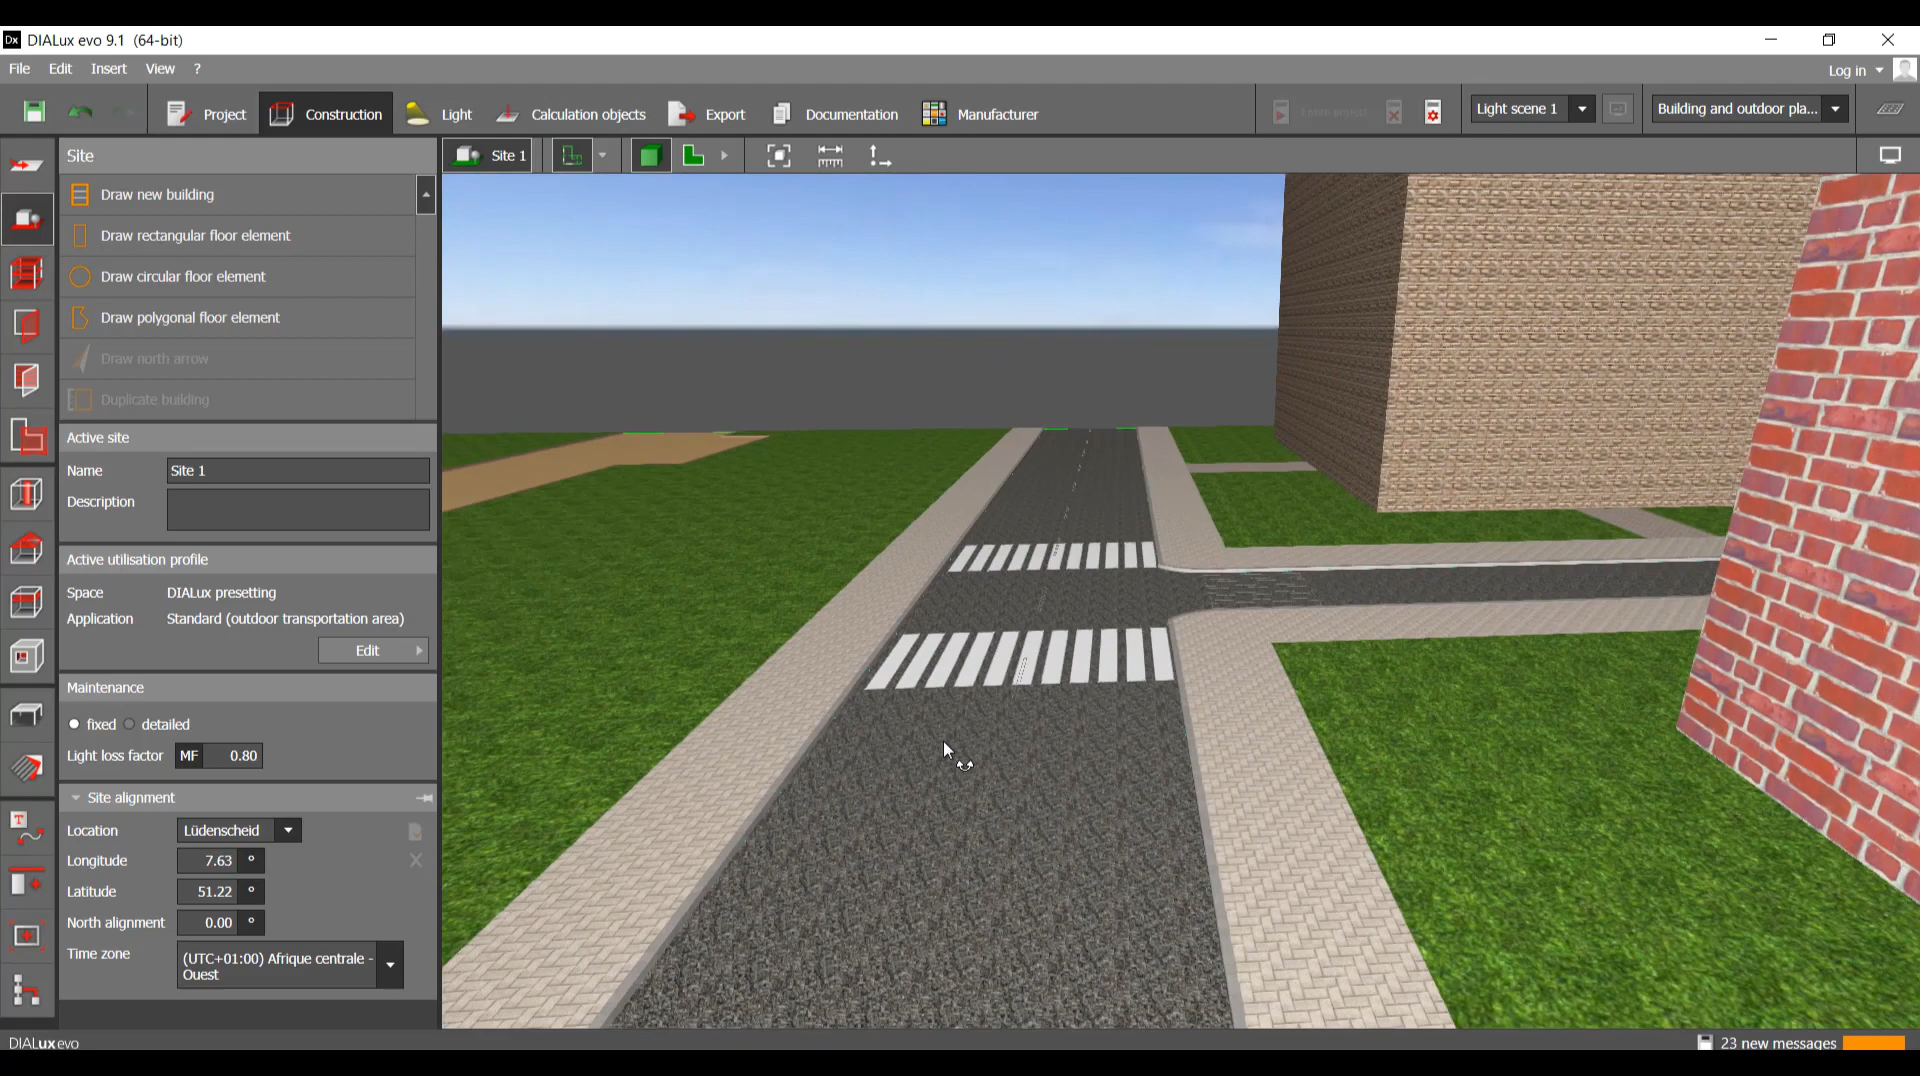 Dx DIALux evo 9.1 (64-bit)
File Edit Insert View ?
Log in
Project Construction Light Calculation objects Export Documentation Manufacturer
Light scene 1
Building and outdoor pla...
Site
Site 1
Draw new building
Draw rectangular floor element
Draw circular floor element
Draw polygonal floor element
Draw north arrow
Duplicate building
Active site
Name Site 1
Description
Active utilisation profile
Space DIALux presetting
Application Standard (outdoor transportation area)
Edit
Maintenance
fixed detailed
Light loss factor MF 0.80
Site alignment
Location Lüdenscheid
Longitude 7.63 °
Latitude 51.22 °
North alignment 0.00 °
Time zone (UTC+01:00) Afrique centrale -
Ouest
DIALux evo
23 new messages